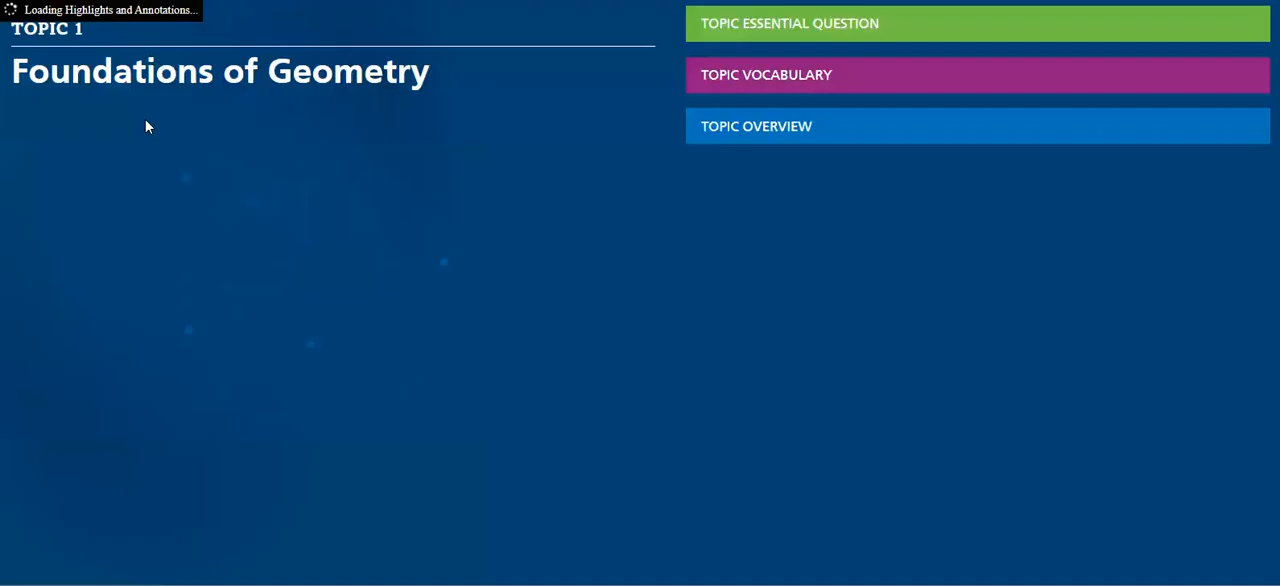 Loading Highlights and Annotations...
TOPIC 1
Foundations of Geometry
TOPIC ESSENTIAL QUESTION
TOPIC VOCABULARY
TOPIC OVERVIEW